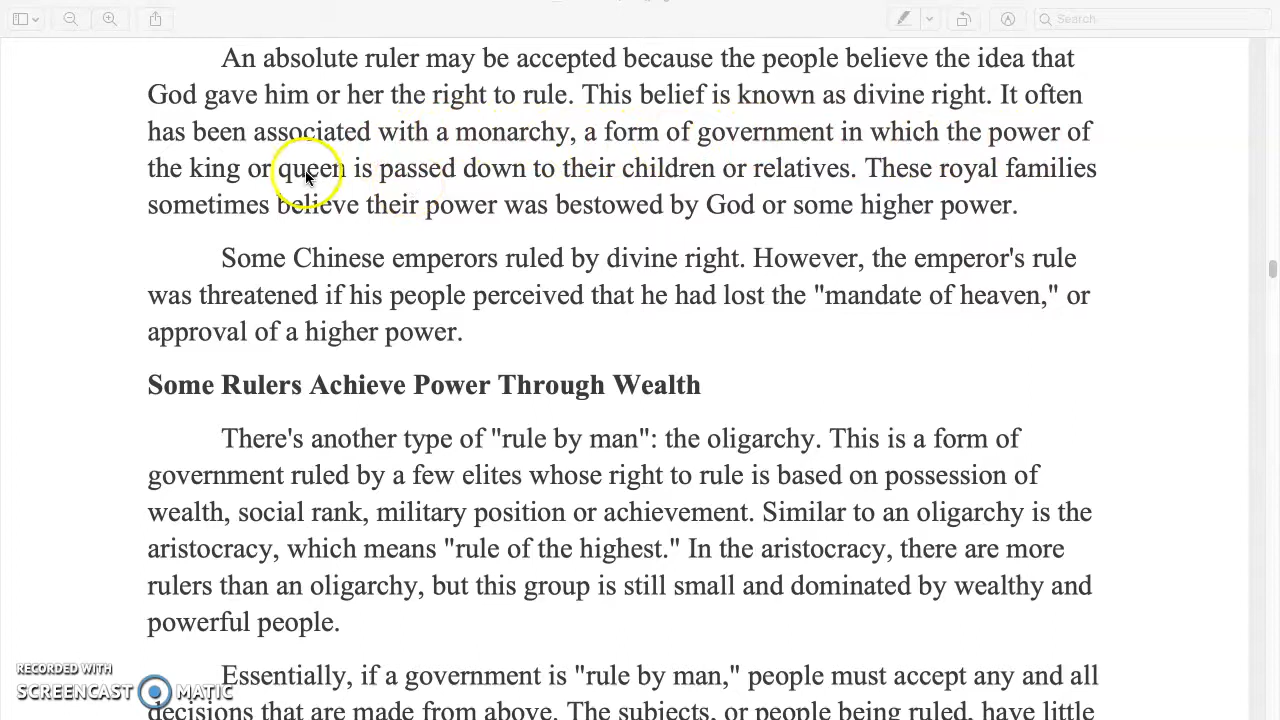 Search
An absolute ruler may be accepted because the people believe the idea that
God gave him or her the right to rule. This belief is known as divine right. It often
has been associated with a monarchy, a form of government in which the power of
the king or queen is passed down to their children or relatives. These royal families
sometimes believe their power was bestowed by God or some higher power.
Some Chinese emperors ruled by divine right. However, the emperor's rule
was threatened if his people perceived that he had lost the "mandate of heaven," or
approval of a higher power.
Some Rulers Achieve Power Through Wealth
There's another type of "rule by man": the oligarchy. This is a form of
government ruled by a few elites whose right to rule is based on possession of
wealth, social rank, military position or achievement. Similar to an oligarchy is the
aristocracy, which means "rule of the highest." In the aristocracy, there are more
rulers than an oligarchy, but this group is still small and dominated by wealthy and
powerful people.
Essentially, if a government is "rule by man," people must accept any and all
decisions that are made from above. The subjects, or people being ruled, have little
RECORDED WITH
SCREENCAST MATIC